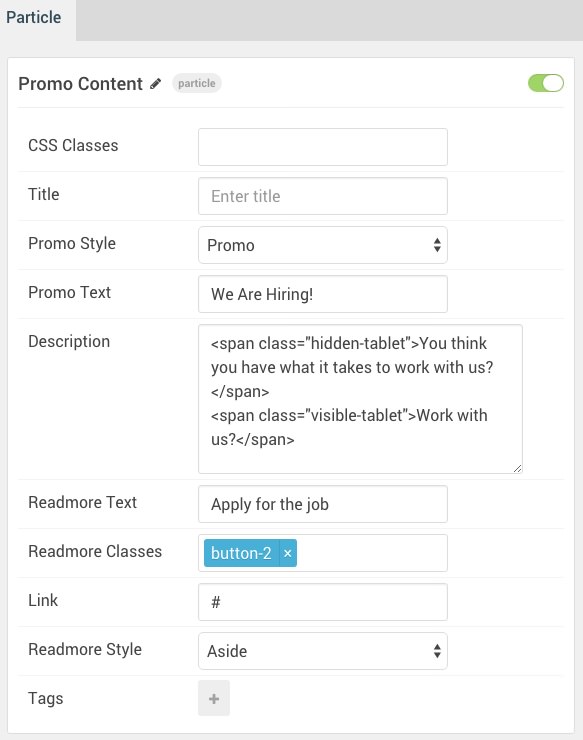 Particle
Promo Content particle
CSS Classes
Title Enter title
Promo Style Promo
Promo Text We Are Hiring!
Description <span class="hidden-tablet">You think
you have what it takes to work with us?
</span>
<span class="visible-tablet">Work with
us?</span>
Readmore Text Apply for the job
Readmore Classes button-2 ×
Link #
Readmore Style Aside
Tags +